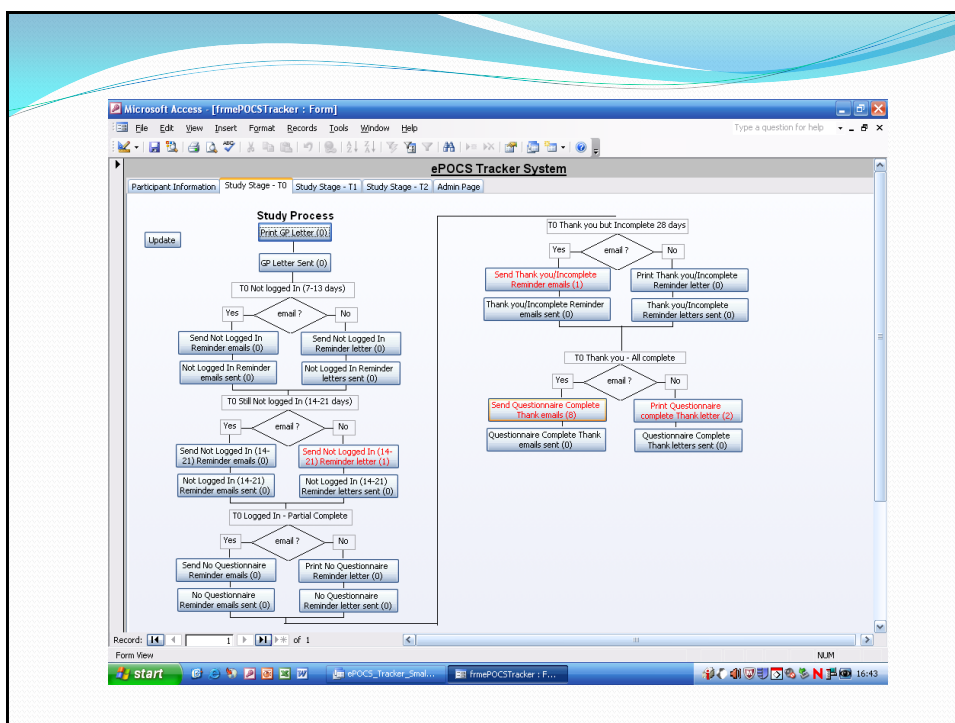 Microsoft Access - [frmePOCSTracker : Form]
File Edit View Insert Format Records Tools Window Help
Type a question for help
ePOCS Tracker System
Participant Information
Study Stage - T0
Study Stage - T1
Study Stage - T2
Admin Page
Update
Study Process
Print GP Letter (0)
GP Letter Sent (0)
T0 Not logged In (7-13 days)
Yes
email ?
No
Send Not Logged In
Reminder emails (0)
Send Not Logged In
Reminder letter (0)
Not Logged In Reminder
emails sent (0)
Not Logged In Reminder
letters sent (0)
T0 Still Not logged In (14-21 days)
Yes
email ?
No
Send Not Logged In (14-
21) Reminder emails (0)
Send Not Logged In (14-
21) Reminder letter (1)
Not Logged In (14-21)
Reminder emails sent (0)
Not Logged In (14-21)
Reminder letters sent (0)
T0 Logged In - Partial Complete
Yes
email ?
No
Send No Questionnaire
Reminder emails (0)
Print No Questionnaire
Reminder letter (0)
No Questionnaire
Reminder emails sent (0)
No Questionnaire
Reminder letter sent (0)
T0 Thank you but Incomplete 28 days
Yes
email ?
No
Send Thank you/Incomplete
Reminder emails (1)
Print Thank you/Incomplete
Reminder letter (0)
Thank you/Incomplete Reminder
emails sent (0)
Thank you/Incomplete
Reminder letters sent (0)
T0 Thank you - All complete
Yes
email ?
No
Send Questionnaire Complete
Thank emails (8)
Print Questionnaire
complete Thank letter (2)
Questionnaire Complete Thank
emails sent (0)
Questionnaire Complete
Thank letters sent (0)
Record: 1 of 1
Form View
NUM
start
ePOCS_Tracker_Smal...
frmePOCSTracker : F...
16:43